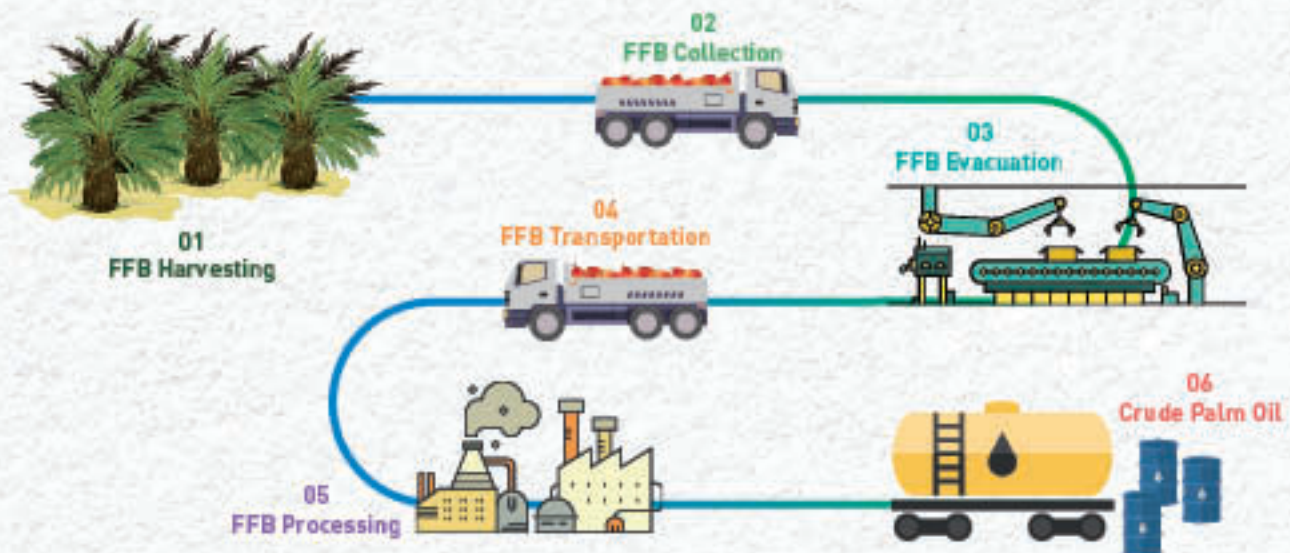 01
FFB Harvesting
02
FFB Collection
03
FFB Evacuation
04
FFB Transportation
05
FFB Processing
06
Crude Palm Oil